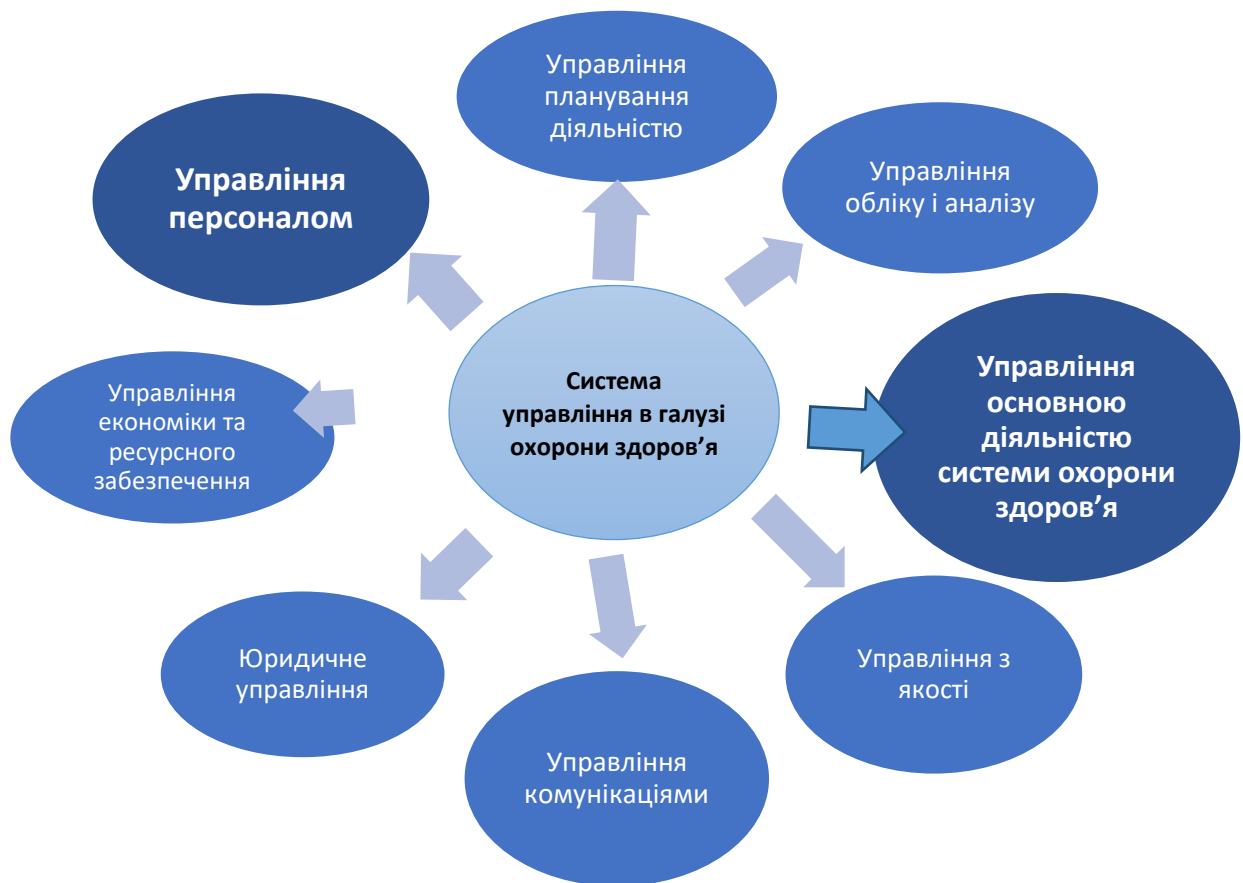 Управління
планування
діяльністю
Управління
обліку і аналізу
Управління
персоналом
Управління
основною
діяльністю
системи охорони
здоров’я
Система
управління в галузі
охорони здоров’я
Управління
економіки та
ресурсного
забезпечення
Управління з
якості
Юридичне
управління
Управління
комунікаціями